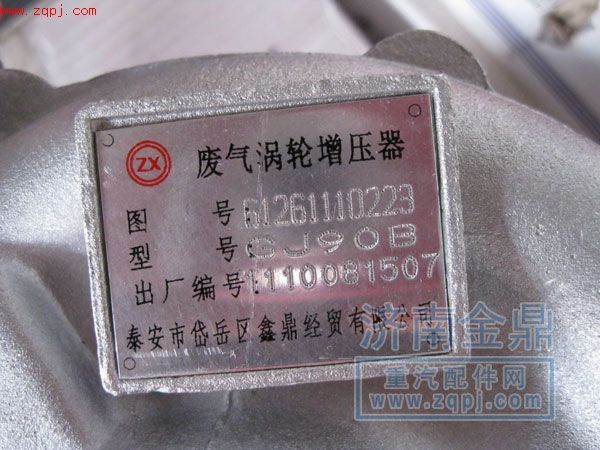 www.zqpj.com
ZX 废气涡轮增压器
图 号 61261110223
型 号 GJ90B
出厂编号 1110081507
泰安市岱岳区鑫鼎经贸有限公司
济南金鼎
重汽配件网
www.zqpj.com